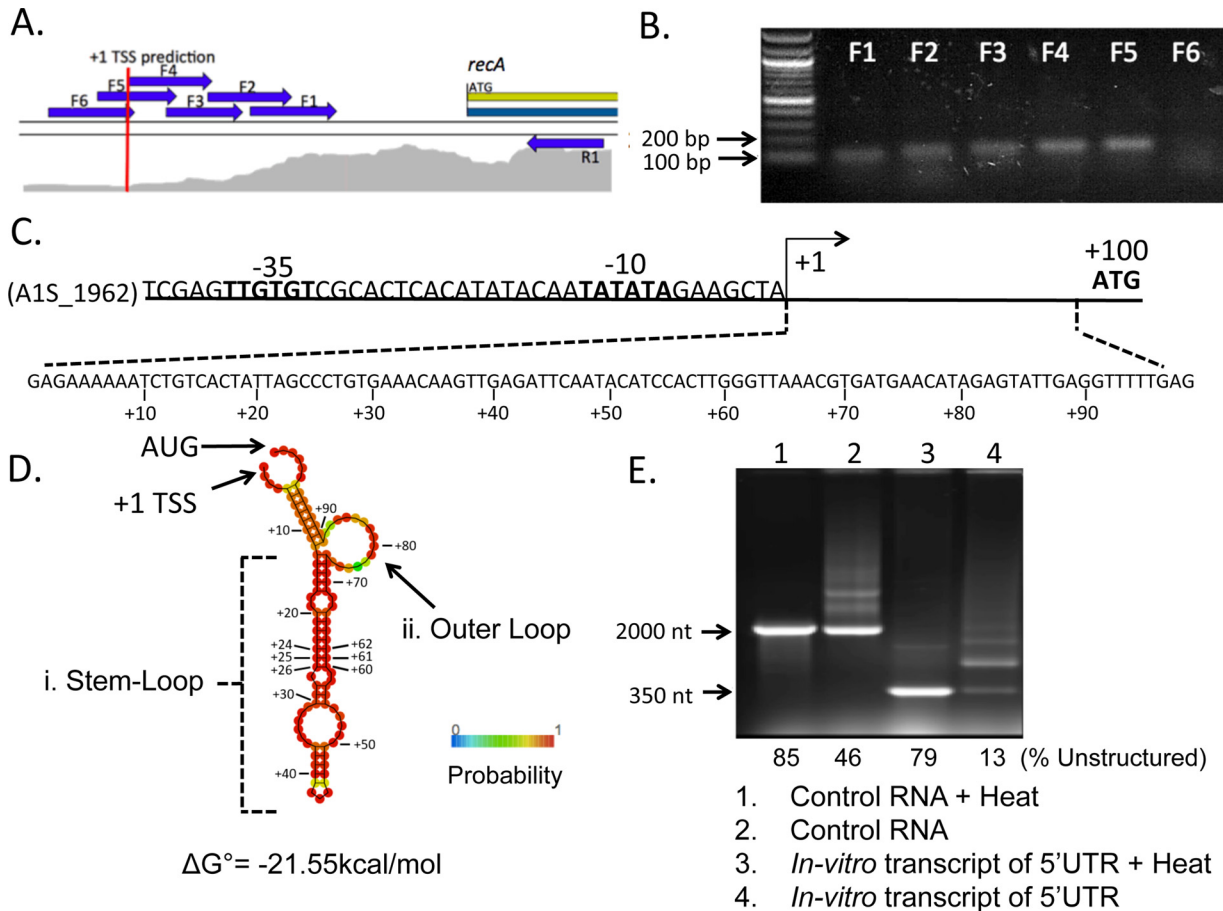 A.
+1 TSS prediction
F4
F5
F2
F6
F3
F1
recA
ATG
R1
B.
F1 F2 F3 F4 F5 F6
200 bp
100 bp
C.
-35
-10
+1
+100
(A1S_1962)
TCGAGTTGTGTCGCACTCACATATACAATATATAGAAGCTA
ATG
GAGAAAAAATCTGTCACTATTAGCCCTGTGAAACAAGTTGAGATTCAATACATCCACTTGGGTTAAACGTGATGAACATAGAGTATTGAGGTTTTTGAG
+10 +20 +30 +40 +50 +60 +70 +80 +90
D.
AUG
+1 TSS
+90
+10
+80
+70
+20
ii. Outer Loop
+24 +62
+25 +61
+26 +60
i. Stem-Loop
+30
+50
+40
0 1
Probability
ΔG°= -21.55kcal/mol
E.
1 2 3 4
2000 nt
350 nt
85 46 79 13 (% Unstructured)
1. Control RNA + Heat
2. Control RNA
3. In-vitro transcript of 5'UTR + Heat
4. In-vitro transcript of 5'UTR